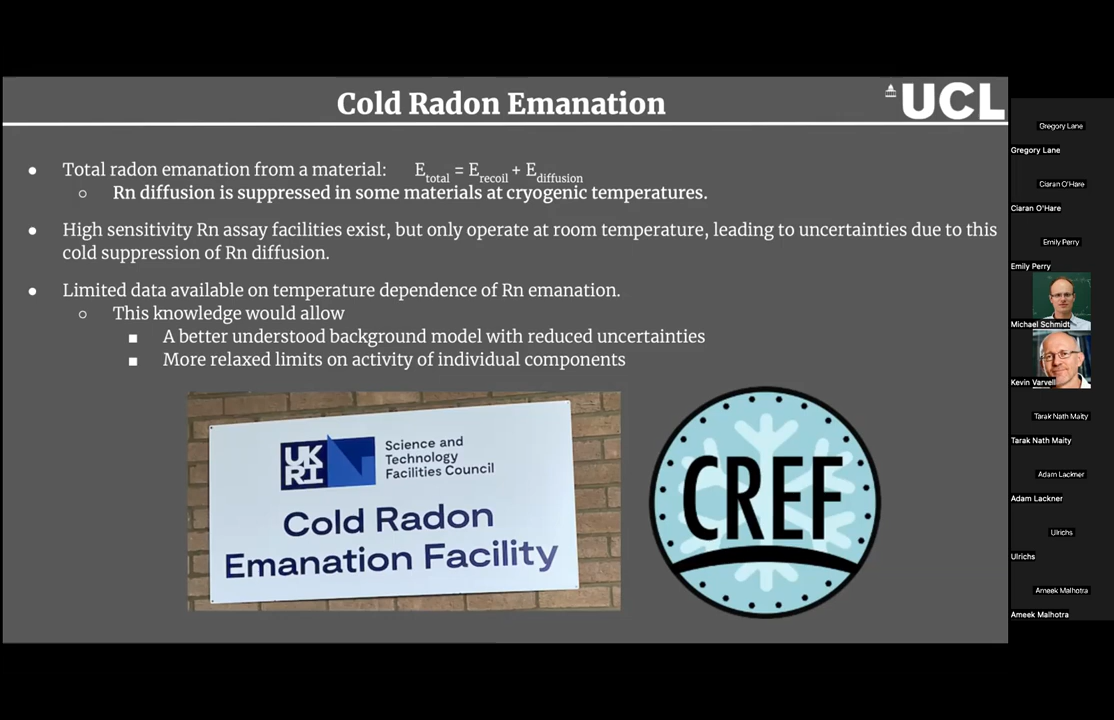 Cold Radon Emanation
UCL
● Total radon emanation from a material: E_total = E_recoil + E_diffusion
○ Rn diffusion is suppressed in some materials at cryogenic temperatures.
● High sensitivity Rn assay facilities exist, but only operate at room temperature, leading to uncertainties due to this
cold suppression of Rn diffusion.
● Limited data available on temperature dependence of Rn emanation.
○ This knowledge would allow
■ A better understood background model with reduced uncertainties
■ More relaxed limits on activity of individual components
UK
RI
Science and
Technology
Facilities Council
Cold Radon
Emanation Facility
CREF
Gregory Lane
Gregory Lane
Ciaran O'Hare
Ciaran O'Hare
Emily Perry
Emily Perry
Michael Schmidt
Kevin Varvell
Tarak Nath Maity
Tarak Nath Maity
Adam Lackner
Adam Lackner
Ulrichs
Ulrichs
Ameek Malhotra
Ameek Malhotra